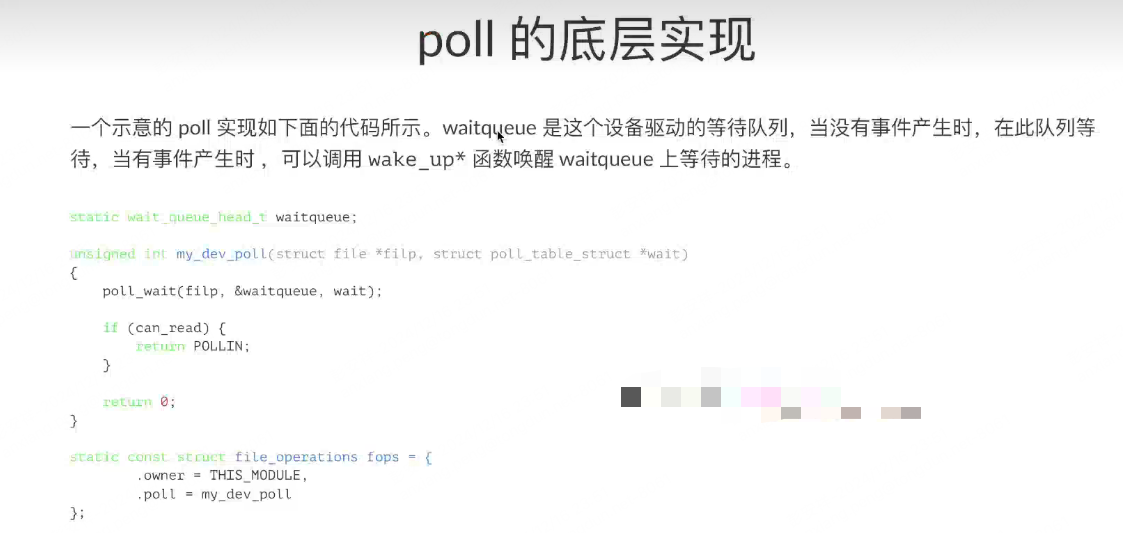 poll 的底层实现
一个示意的 poll 实现如下面的代码所示。waitqueue 是这个设备驱动的等待队列，当没有事件产生时，在此队列等
待，当有事件产生时 ，可以调用 wake_up* 函数唤醒 waitqueue 上等待的进程。
static wait_queue_head_t waitqueue;
unsigned int my_dev_poll(struct file *filp, struct poll_table_struct *wait)
{
    poll_wait(filp, &waitqueue, wait);
    if (can_read) {
        return POLLIN;
    }
    return 0;
}
static const struct file_operations fops = {
        .owner = THIS_MODULE,
        .poll = my_dev_poll
};